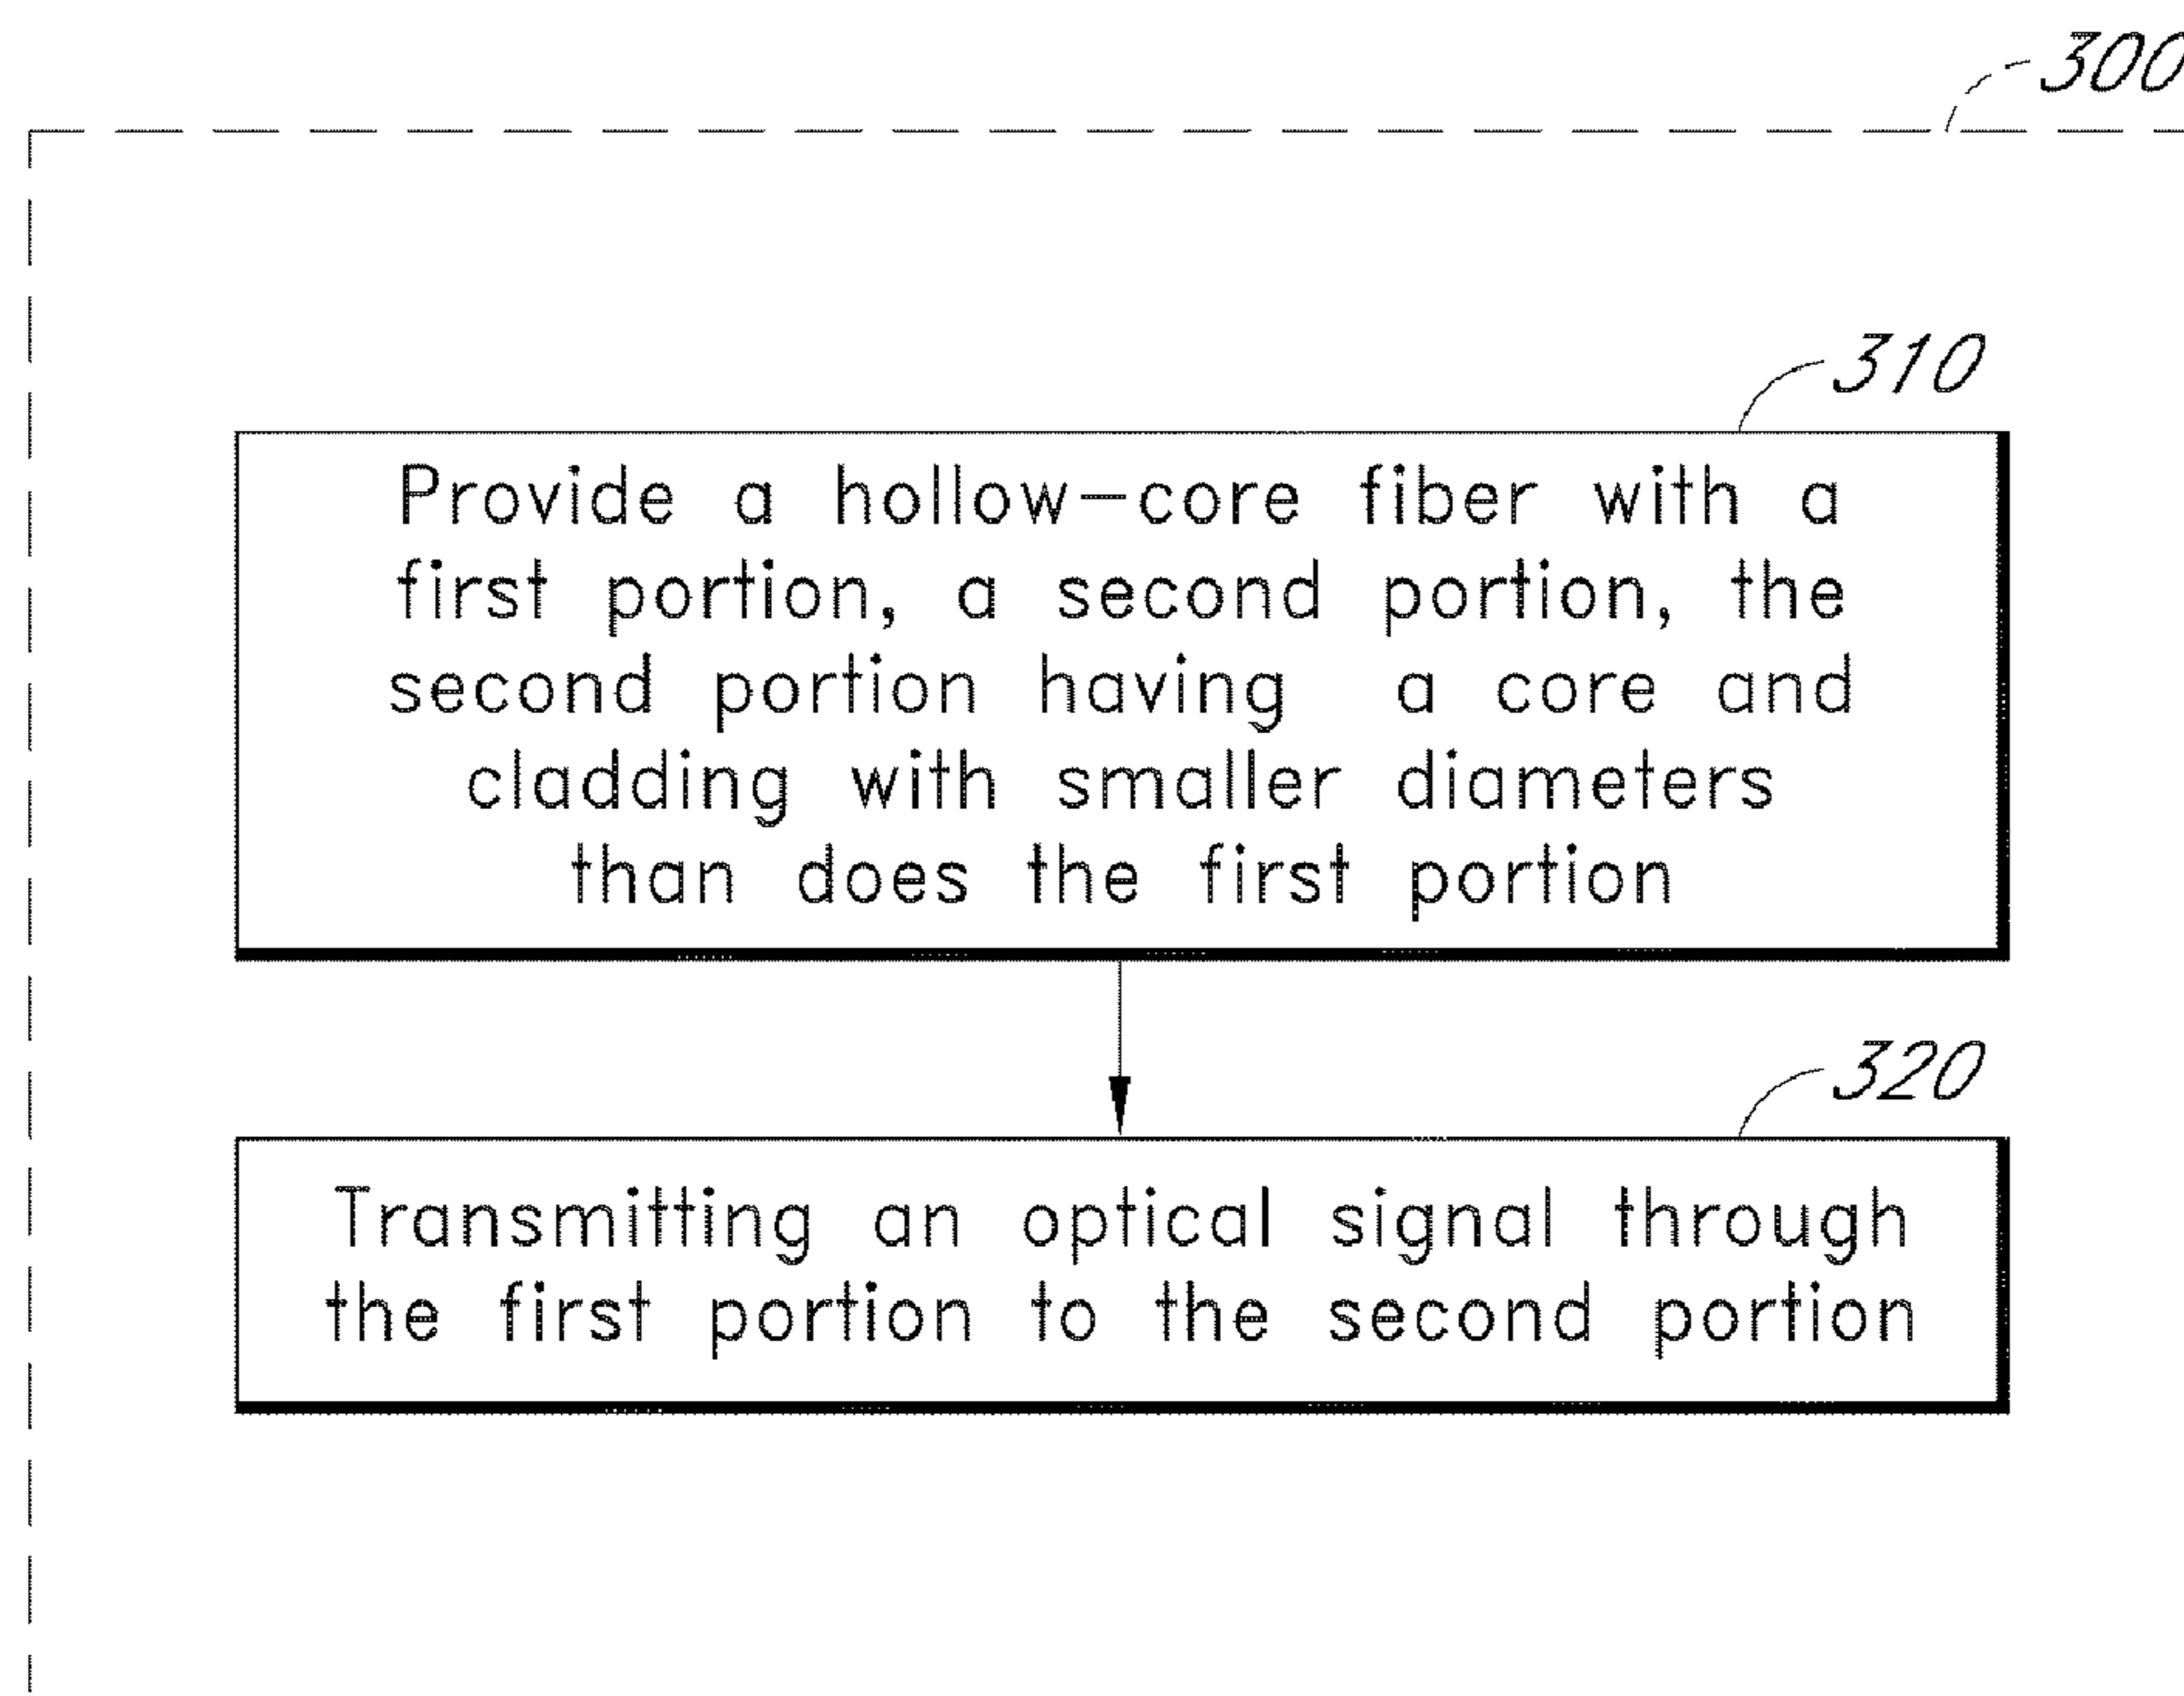 300
310
Provide a hollow-core fiber with a
first portion, a second portion, the
second portion having a core and
cladding with smaller diameters
than does the first portion
320
Transmitting an optical signal through
the first portion to the second portion